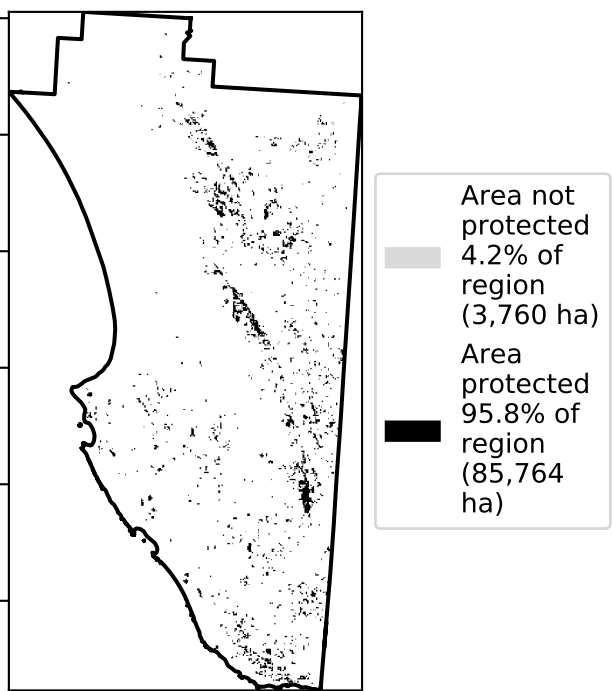 Area not
protected
4.2% of
region
(3,760 ha)
Area
protected
95.8% of
region
(85,764
ha)